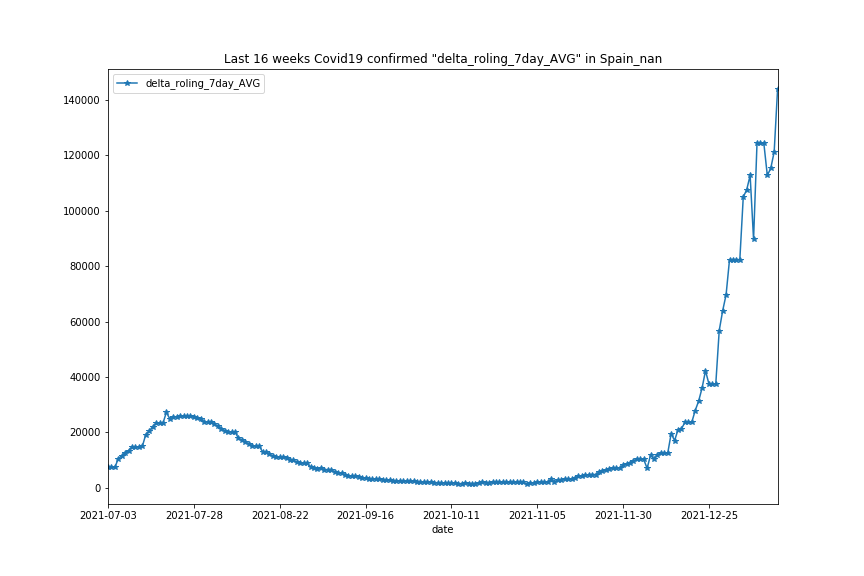 Last 16 weeks Covid19 confirmed "delta_roling_7day_AVG" in Spain_nan
delta_roling_7day_AVG
140000
120000
100000
80000
60000
40000
20000
0
2021-07-03 2021-07-28 2021-08-22 2021-09-16 2021-10-11 2021-11-05 2021-11-30 2021-12-25
date